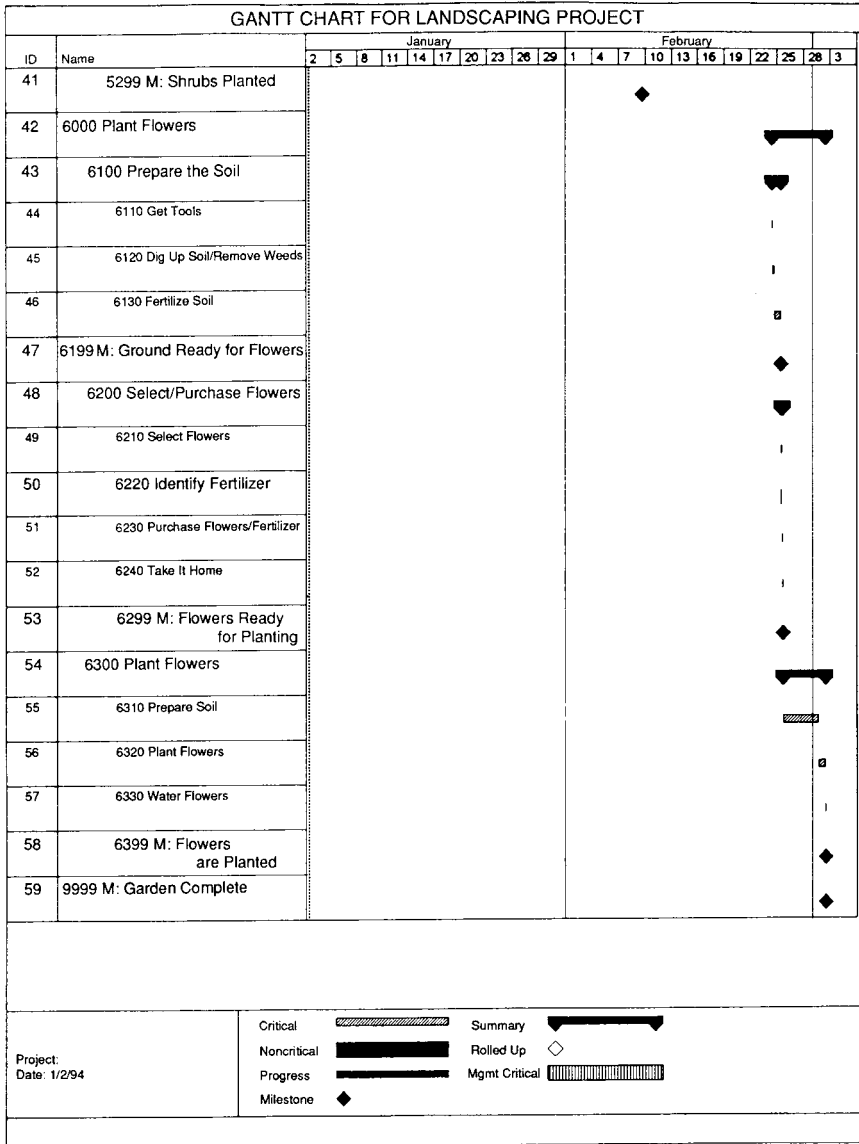 GANTT CHART FOR LANDSCAPING PROJECT
January February
ID Name 2 5 8 11 14 17 20 23 26 29 1 4 7 10 13 16 19 22 25 28 3
41 5299 M: Shrubs Planted
42 6000 Plant Flowers
43 6100 Prepare the Soil
44 6110 Get Tools
45 6120 Dig Up Soil/Remove Weeds
46 6130 Fertilize Soil
47 6199 M: Ground Ready for Flowers
48 6200 Select/Purchase Flowers
49 6210 Select Flowers
50 6220 Identify Fertilizer
51 6230 Purchase Flowers/Fertilizer
52 6240 Take It Home
53 6299 M: Flowers Ready
for Planting
54 6300 Plant Flowers
55 6310 Prepare Soil
56 6320 Plant Flowers
57 6330 Water Flowers
58 6399 M: Flowers
are Planted
59 9999 M: Garden Complete
Project:
Date: 1/2/94
Critical Summary
Noncritical Rolled Up
Progress Mgmt Critical
Milestone